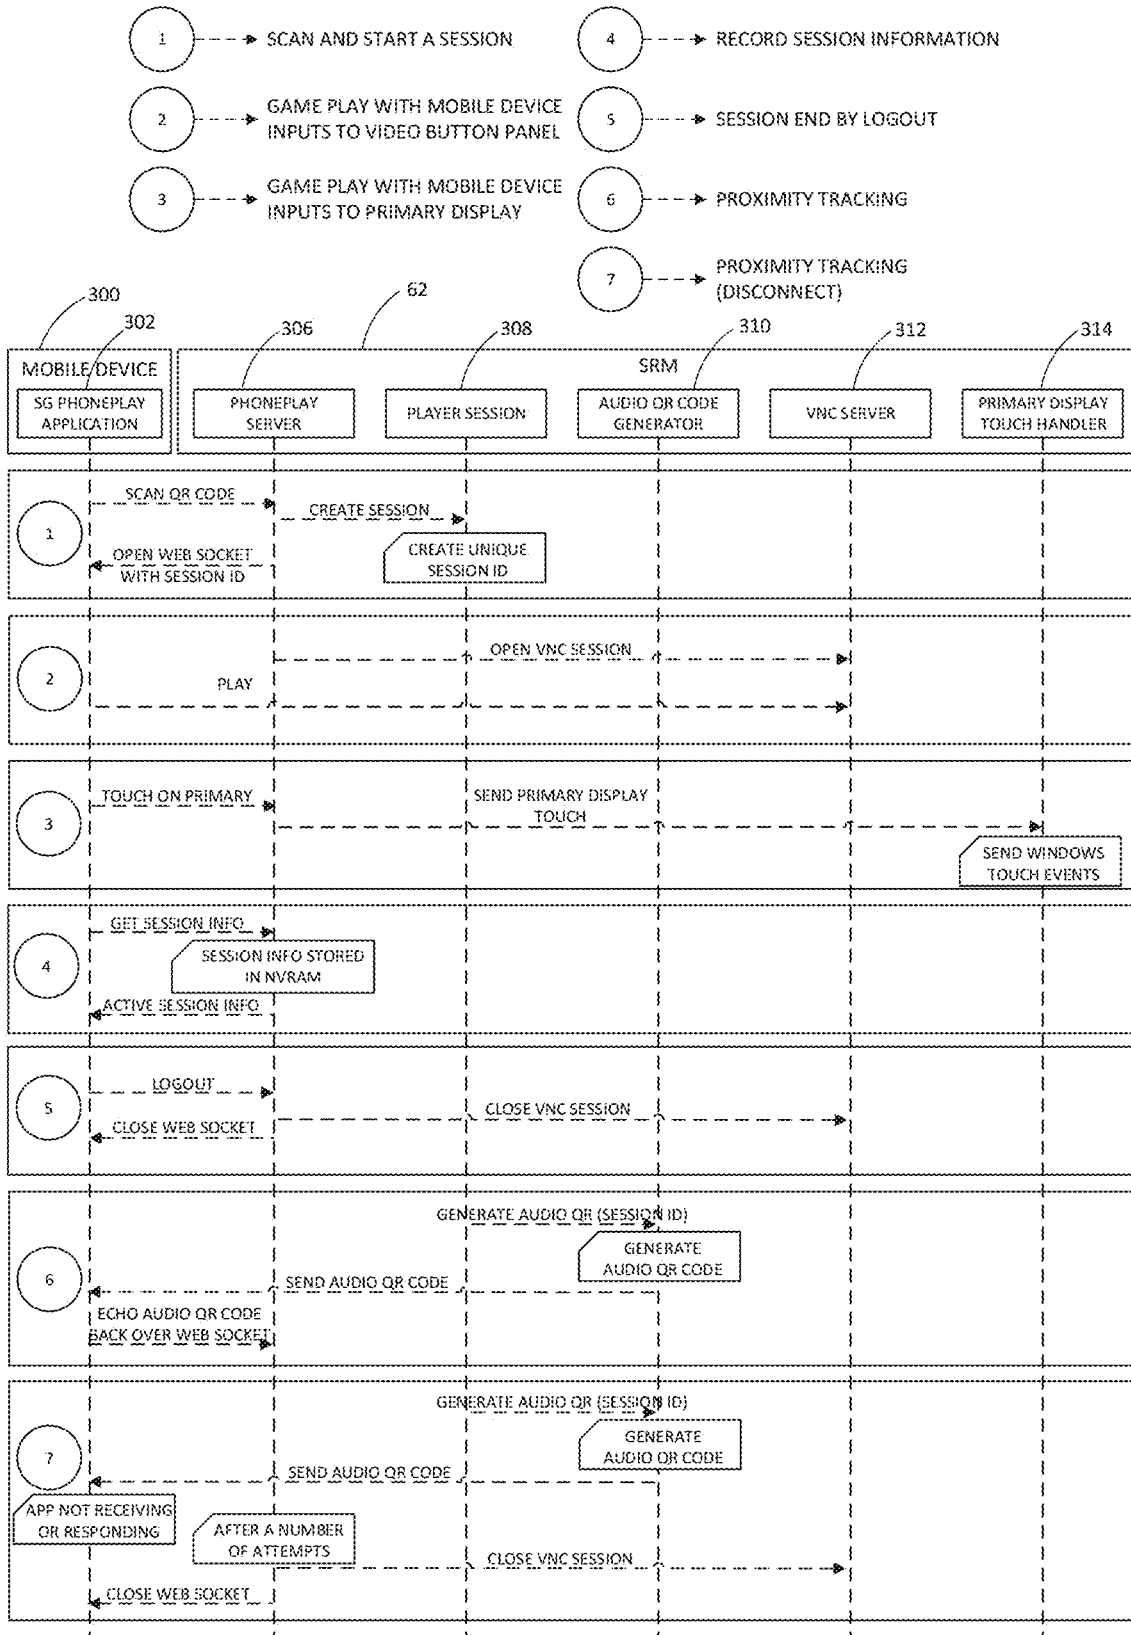 1
SCAN AND START A SESSION
2
GAME PLAY WITH MOBILE DEVICE
INPUTS TO VIDEO BUTTON PANEL
3
GAME PLAY WITH MOBILE DEVICE
INPUTS TO PRIMARY DISPLAY
4
RECORD SESSION INFORMATION
5
SESSION END BY LOGOUT
6
PROXIMITY TRACKING
7
PROXIMITY TRACKING
(DISCONNECT)
300
302
62
306
308
310
312
314
MOBILE DEVICE
SRM
SG PHONEPLAY
APPLICATION
PHONEPLAY
SERVER
PLAYER SESSION
AUDIO QR CODE
GENERATOR
VNC SERVER
PRIMARY DISPLAY
TOUCH HANDLER
1
SCAN QR CODE
CREATE SESSION
CREATE UNIQUE
SESSION ID
OPEN WEB SOCKET
WITH SESSION ID
2
OPEN VNC SESSION
PLAY
3
TOUCH ON PRIMARY
SEND PRIMARY DISPLAY
TOUCH
SEND WINDOWS
TOUCH EVENTS
4
GET SESSION INFO
SESSION INFO STORED
IN NVRAM
ACTIVE SESSION INFO
5
LOGOUT
CLOSE VNC SESSION
CLOSE WEB SOCKET
6
GENERATE AUDIO QR (SESSION ID)
GENERATE
AUDIO QR CODE
SEND AUDIO QR CODE
ECHO AUDIO QR CODE
BACK OVER WEB SOCKET
7
GENERATE AUDIO QR (SESSION ID)
GENERATE
AUDIO QR CODE
SEND AUDIO QR CODE
APP NOT RECEIVING
OR RESPONDING
AFTER A NUMBER
OF ATTEMPTS
CLOSE VNC SESSION
CLOSE WEB SOCKET